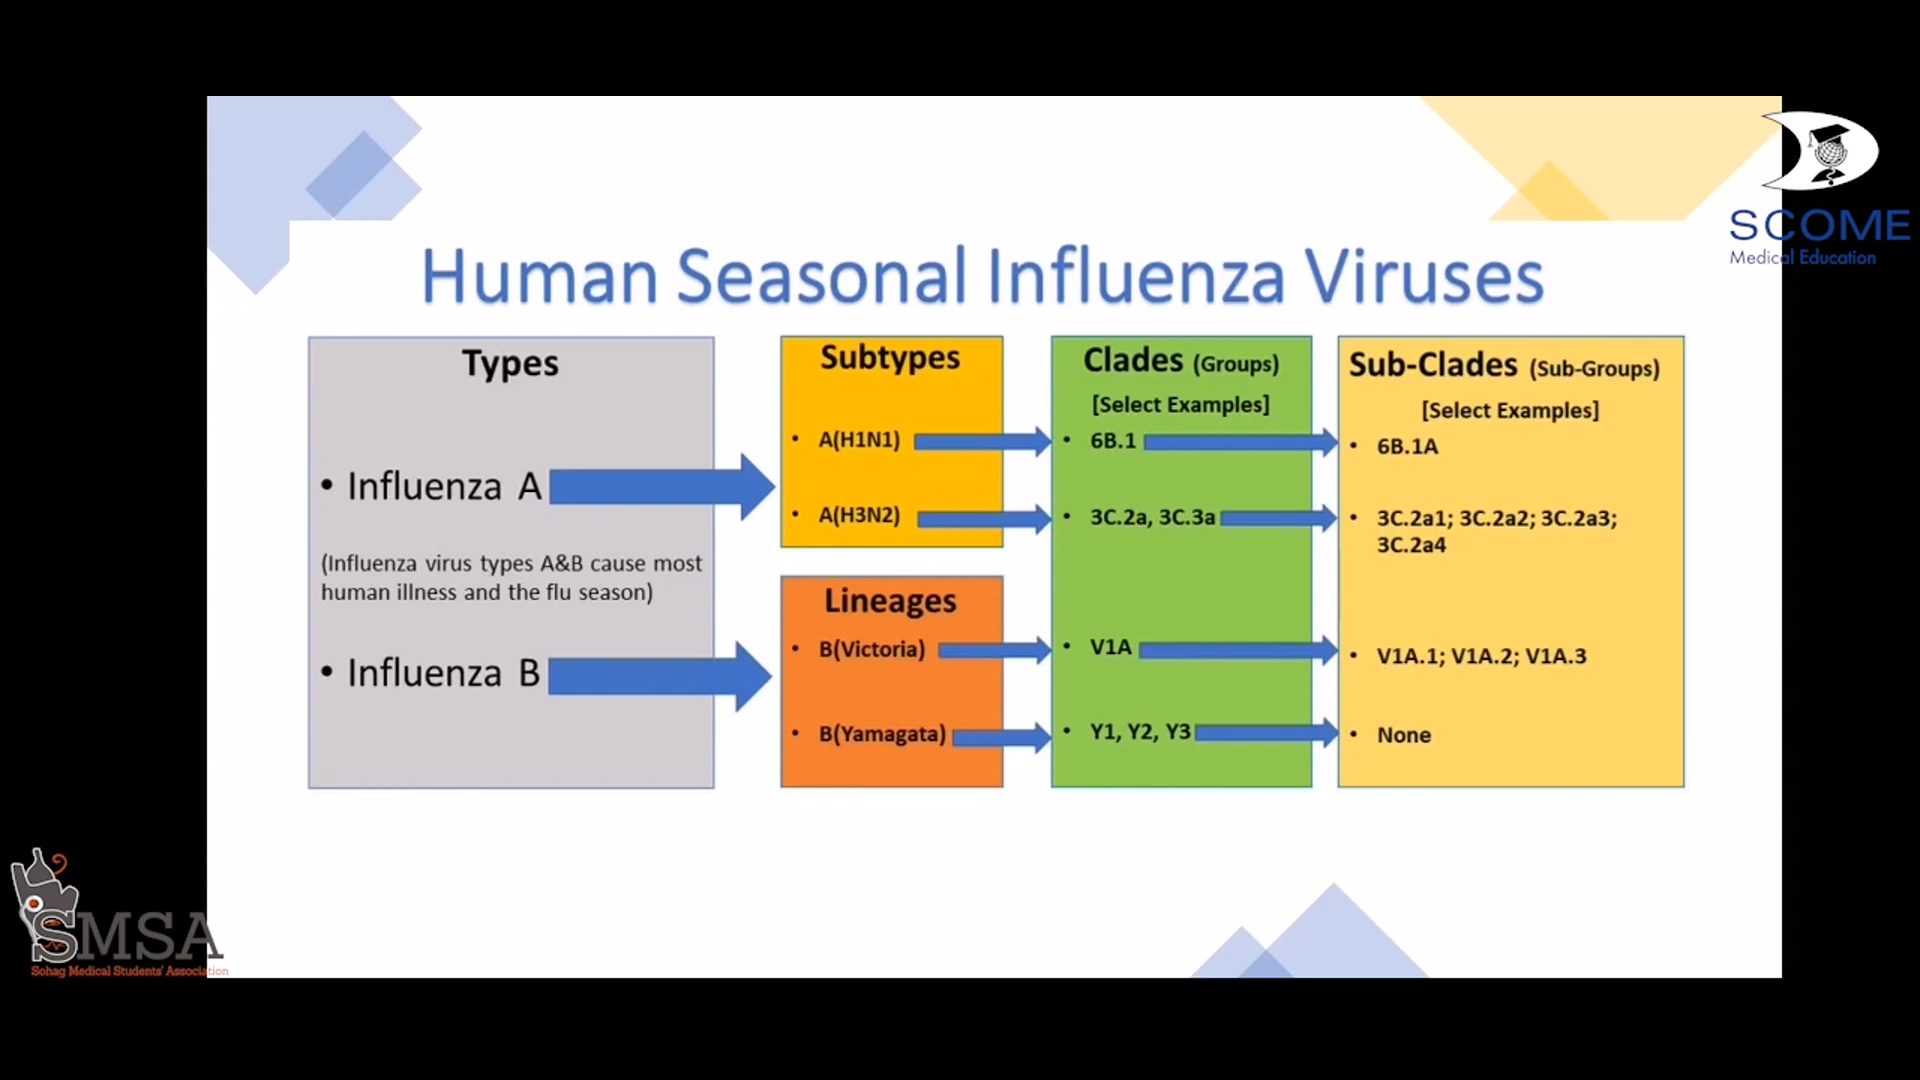 SCOME
Medical Education
Human Seasonal Influenza Viruses
Types
• Influenza A
(Influenza virus types A&B cause most
human illness and the flu season)
• Influenza B
Subtypes
• A(H1N1)
• A(H3N2)
Lineages
• B(Victoria)
• B(Yamagata)
Clades (Groups)
[Select Examples]
• 6B.1
• 3C.2a, 3C.3a
• V1A
• Y1, Y2, Y3
Sub-Clades (Sub-Groups)
[Select Examples]
• 6B.1A
• 3C.2a1; 3C.2a2; 3C.2a3;
3C.2a4
• V1A.1; V1A.2; V1A.3
• None
SMSA
Sohag Medical Students' Association